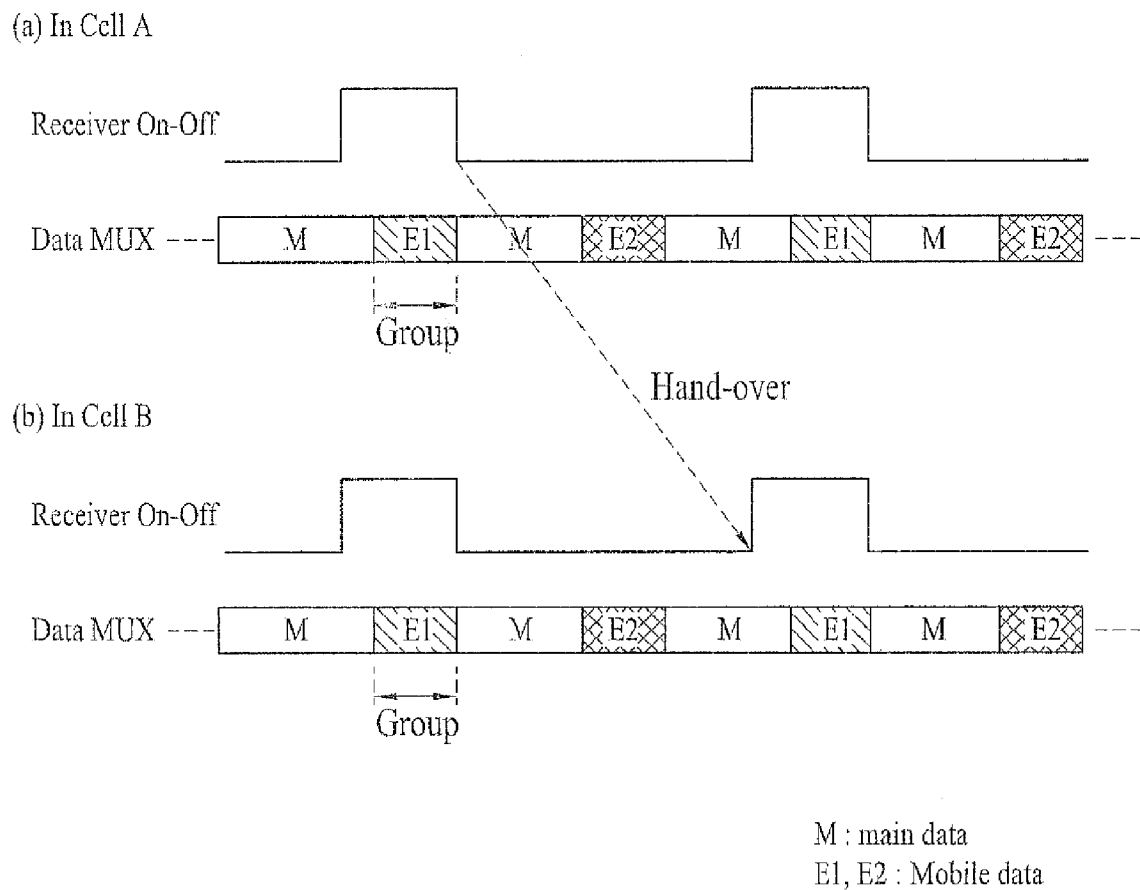 (a) In Cell A
Receiver On-Off
Data MUX M E1 M E2 M E1 M E2
Group
Hand-over
(b) In Cell B
Receiver On-Off
Data MUX M E1 M E2 M E1 M E2
Group
M : main data
E1, E2 : Mobile data